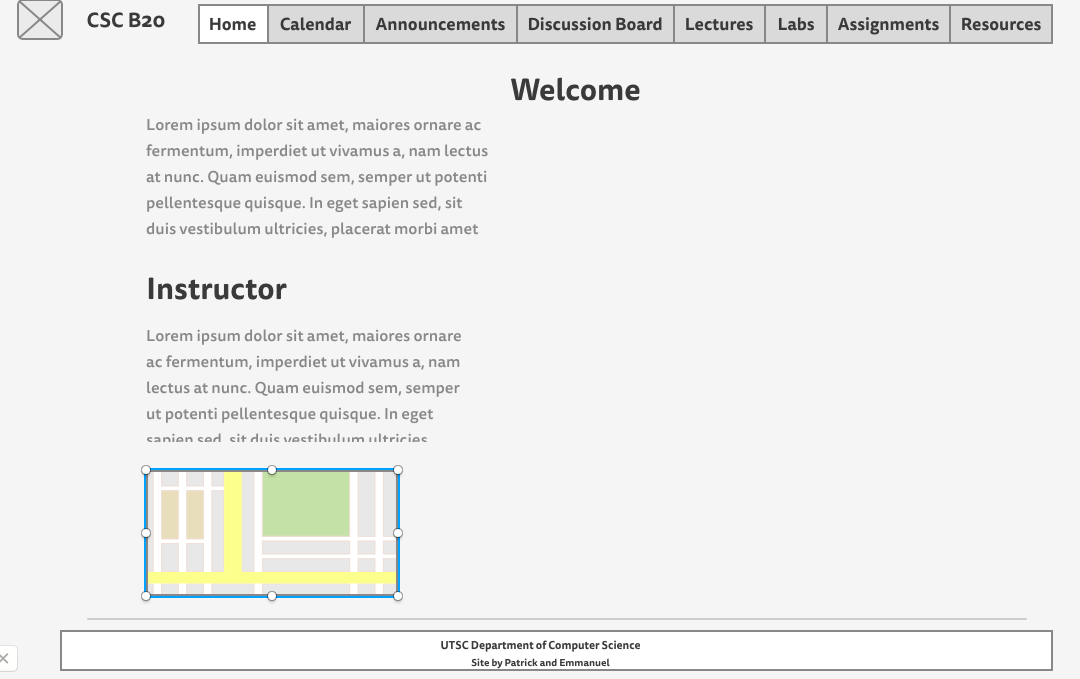 CSC B20
Home Calendar Announcements Discussion Board Lectures Labs Assignments Resources
Welcome
Lorem ipsum dolor sit amet, maiores ornare ac
fermentum, imperdiet ut vivamus a, nam lectus
at nunc. Quam euismod sem, semper ut potenti
pellentesque quisque. In eget sapien sed, sit
duis vestibulum ultricies, placerat morbi amet
Instructor
Lorem ipsum dolor sit amet, maiores ornare
ac fermentum, imperdiet ut vivamus a, nam
lectus at nunc. Quam euismod sem, semper
ut potenti pellentesque quisque. In eget
sapien sed, sit duis vestibulum ultricies,
UTSC Department of Computer Science
Site by Patrick and Emmanuel